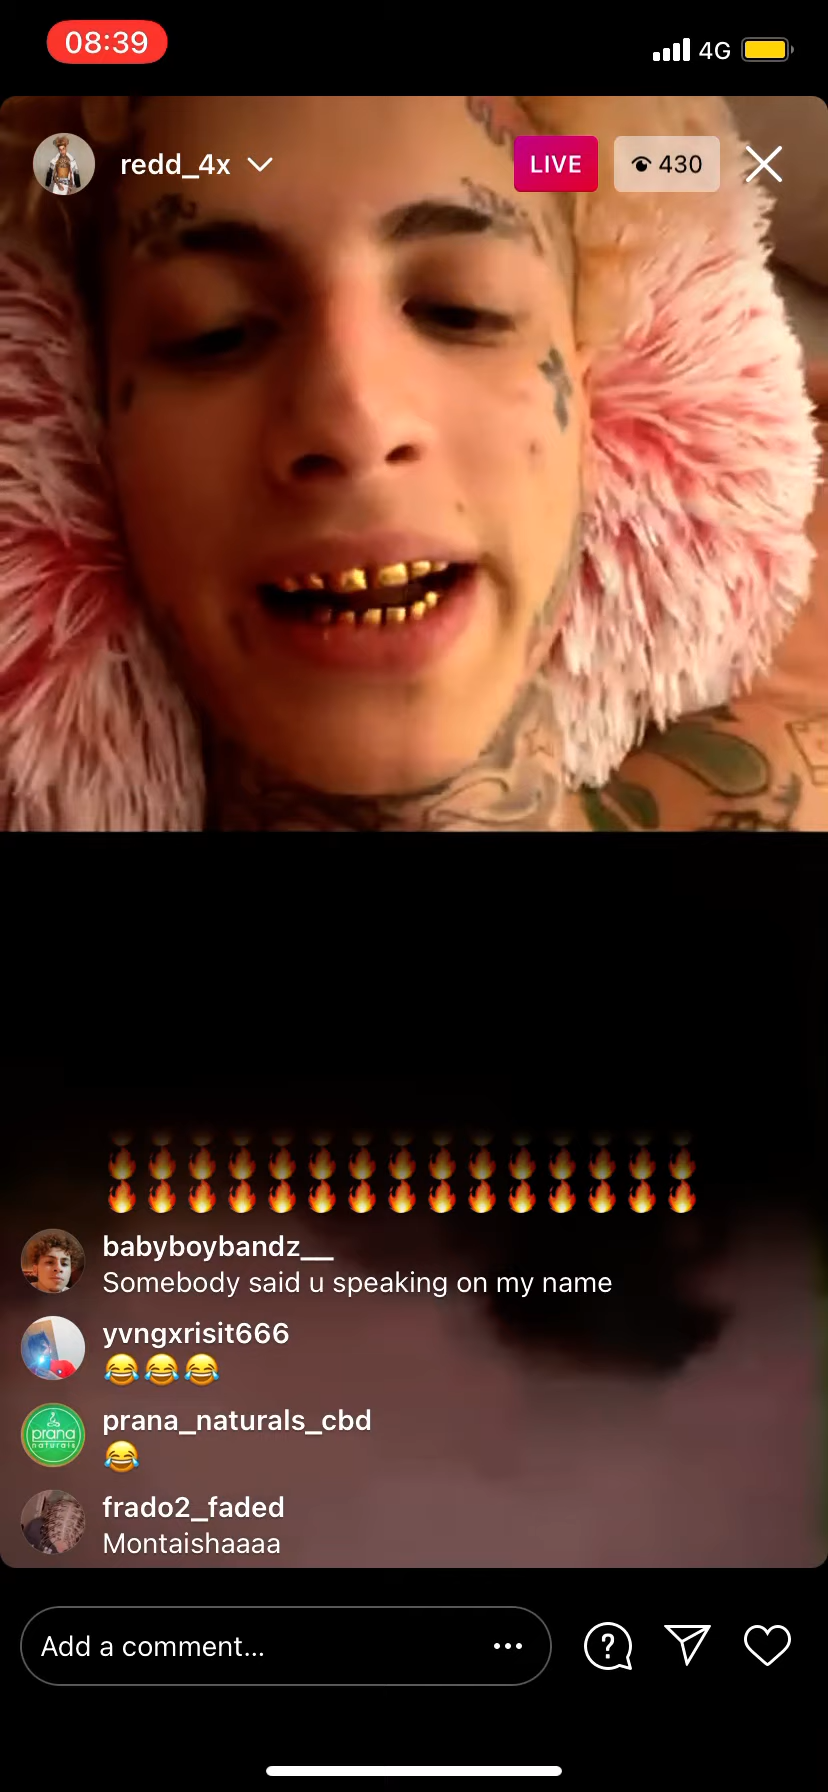 08:39
4G
redd_4x
LIVE
430
babyboybandz__
Somebody said u speaking on my name
yvngxrisit666
😂😂😂
prana_naturals_cbd
prana
naturals
😂
frado2_faded
Montaishaaaa
Add a comment...